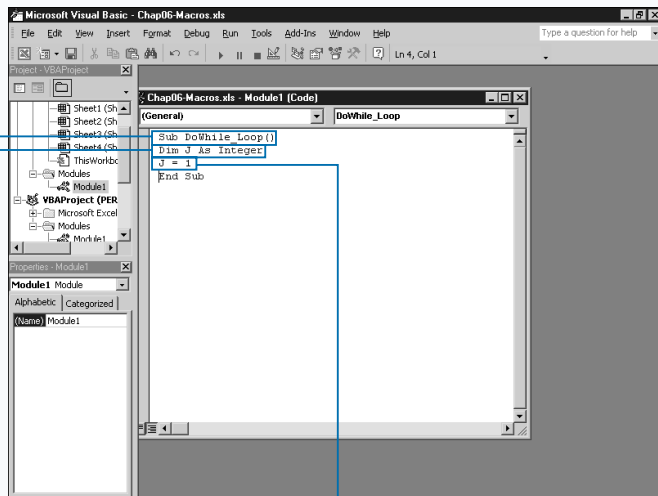 Microsoft Visual Basic - Chap06-Macros.xls
File Edit View Insert Format Debug Run Tools Add-Ins Window Help
Type a question for help
Ln 4, Col 1
Project - VBAProject
Sheet1 (Sh
Sheet2 (Sh
Sheet3 (Sh
Sheet4 (Sh
ThisWorkbo
Modules
Module1
VBAProject (PER
Microsoft Excel
Modules
Module1
Properties - Module1
Module1 Module
Alphabetic Categorized
(Name) Module1
Chap06-Macros.xls - Module1 (Code)
(General) DoWhile_Loop
Sub DoWhile_Loop()
Dim J As Integer
J = 1
End Sub